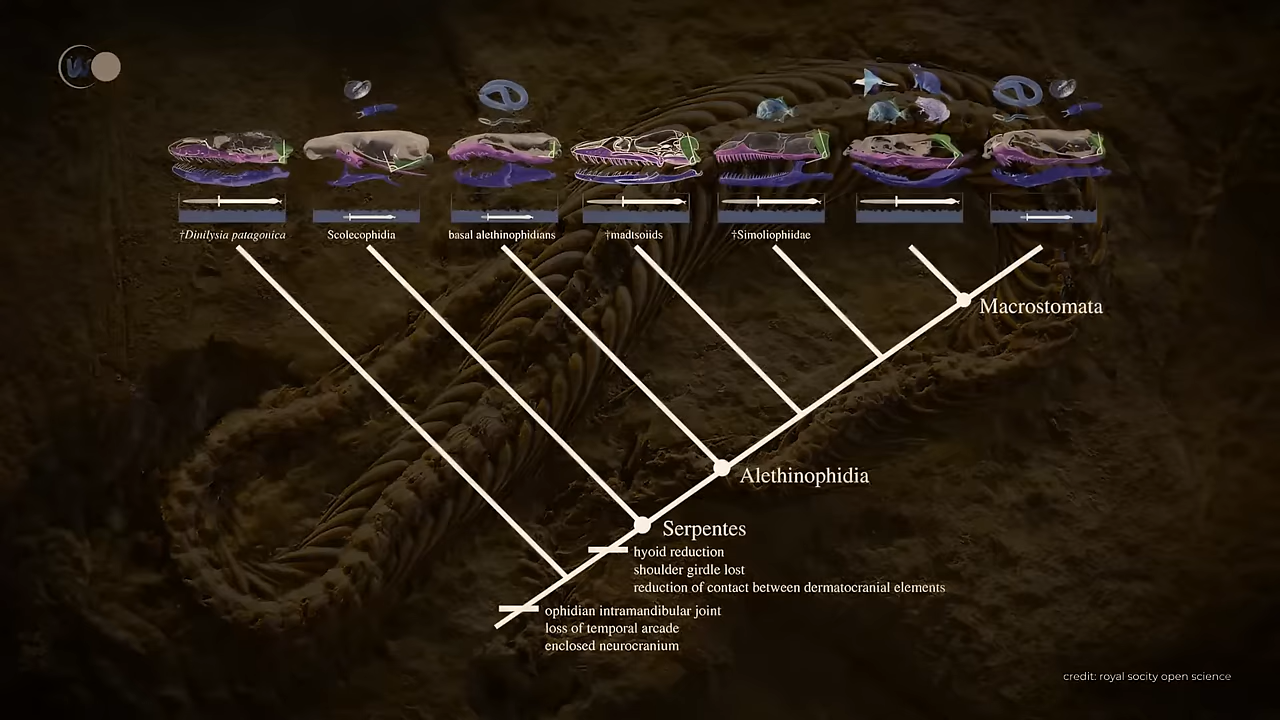 †Dinilysia patagonica
Scolecophidia
basal alethinophidians
†madtsoiids
†Simoliophiidae
Macrostomata
Alethinophidia
Serpentes
hyoid reduction
shoulder girdle lost
reduction of contact between dermatocranial elements
ophidian intramandibular joint
loss of temporal arcade
enclosed neurocranium
credit: royal socity open science